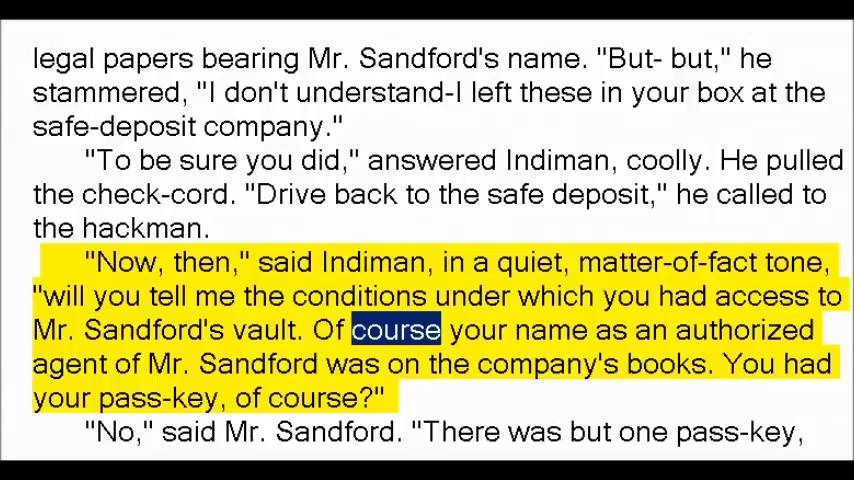 legal papers bearing Mr. Sandford's name. "But- but," he
stammered, "I don't understand-I left these in your box at the
safe-deposit company."
"To be sure you did," answered Indiman, coolly. He pulled
the check-cord. "Drive back to the safe deposit," he called to
the hackman.
"Now, then," said Indiman, in a quiet, matter-of-fact tone,
"will you tell me the conditions under which you had access to
Mr. Sandford's vault. Of course your name as an authorized
agent of Mr. Sandford was on the company's books. You had
your pass-key, of course?"
"No," said Mr. Sandford. "There was but one pass-key,